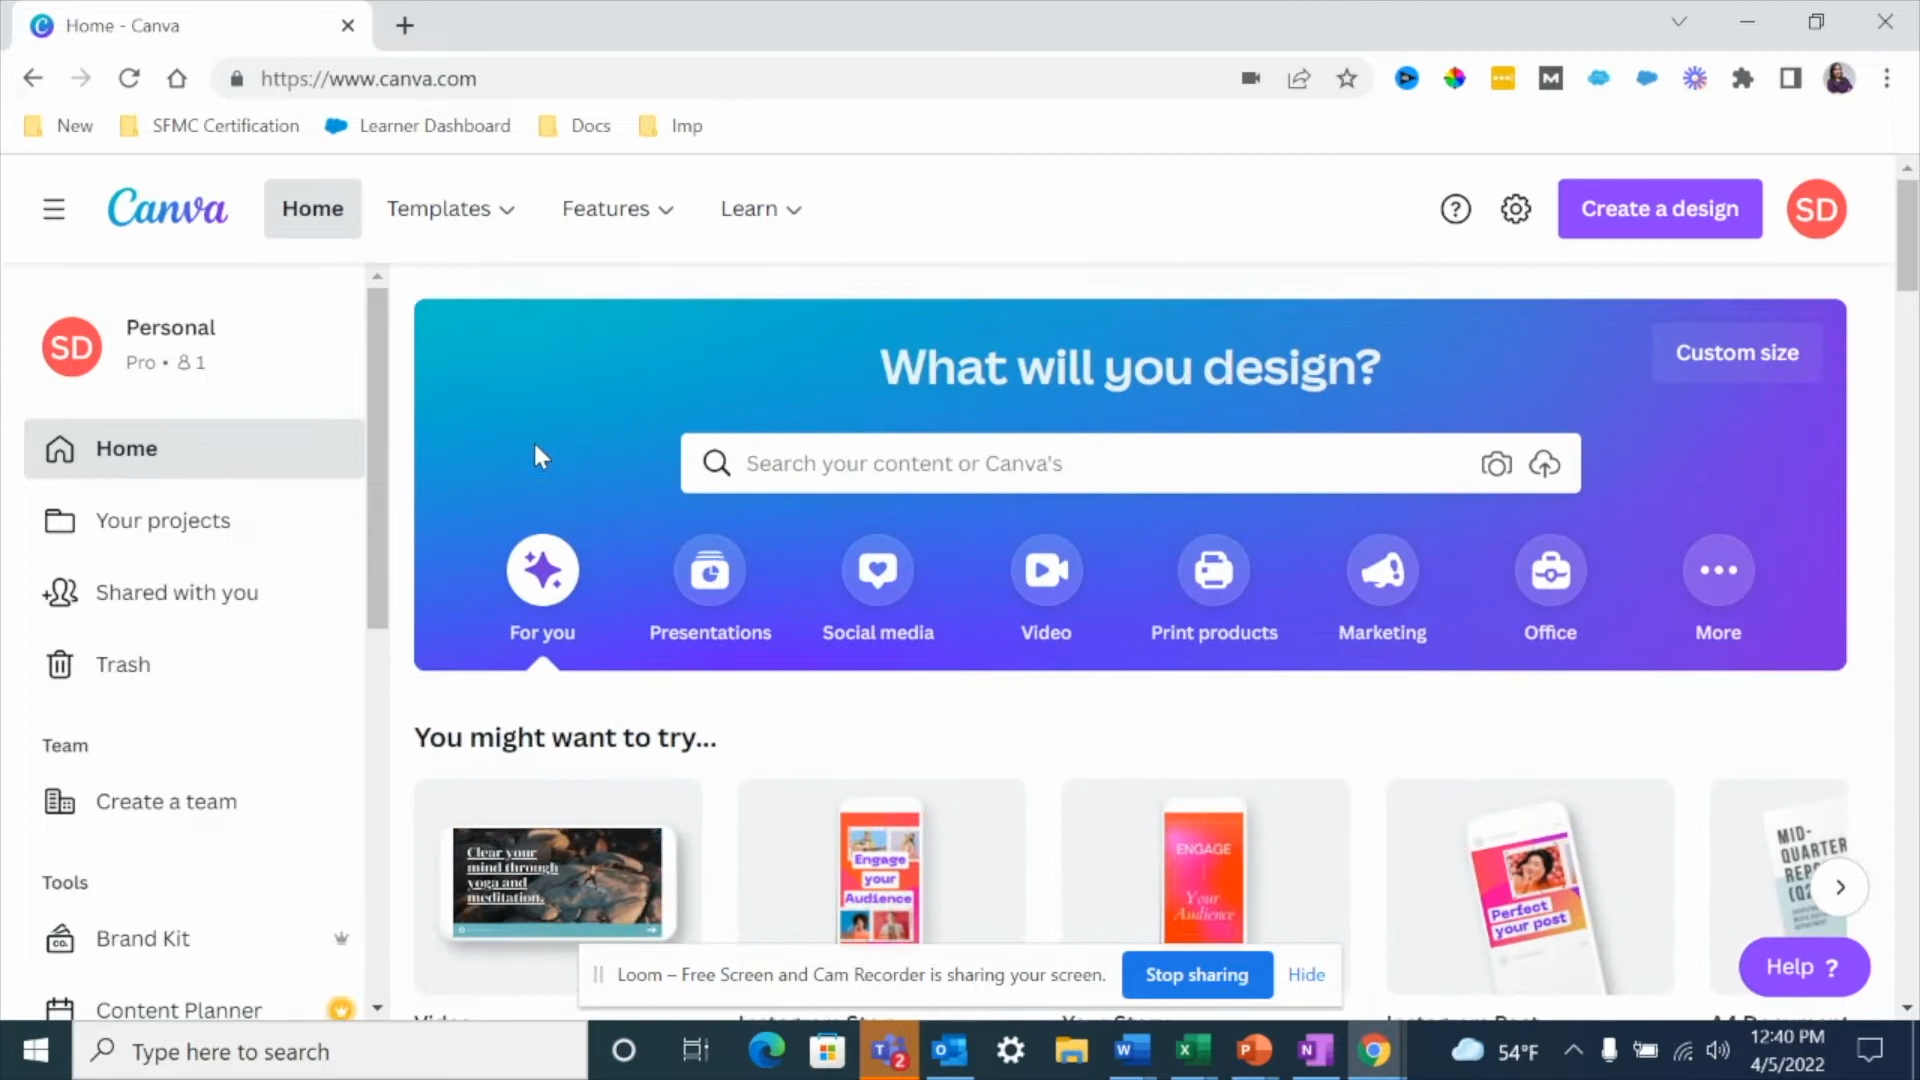 Home - Canva
https://www.canva.com
New SFMC Certification Learner Dashboard Docs Imp
Canva Home Templates Features Learn
Create a design SD
SD Personal
Pro • 1
Home
Your projects
Shared with you
Trash
Team
Create a team
Tools
Brand Kit
Content Planner
What will you design?
Custom size
Search your content or Canva's
For you Presentations Social media Video Print products Marketing Office More
You might want to try...
Clear your
mind through
yoga and
meditation.
Engage
your
Audience
ENGAGE
Your
Audience
Perfect
your post
MID-
QUARTER
Help ?
Loom – Free Screen and Cam Recorder is sharing your screen. Stop sharing Hide
Type here to search
54°F
12:40 PM
4/5/2022